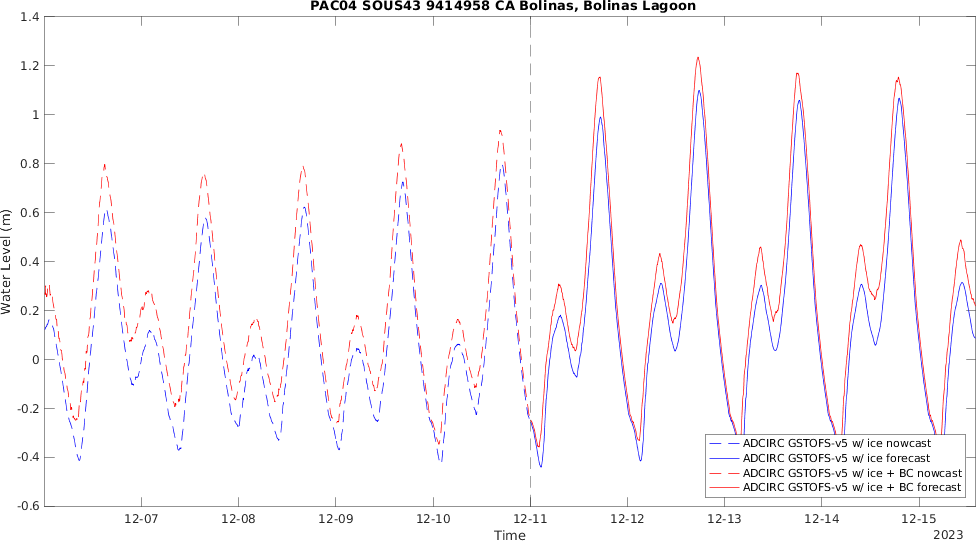 PAC04 SOUS43 9414958 CA Bolinas, Bolinas Lagoon
1.4
1.2
1
0.8
0.6
0.4
0.2
0
-0.2
-0.4
-0.6
Water Level (m)
ADCIRC GSTOFS-v5 w/ ice nowcast
ADCIRC GSTOFS-v5 w/ ice forecast
ADCIRC GSTOFS-v5 w/ ice + BC nowcast
ADCIRC GSTOFS-v5 w/ ice + BC forecast
12-07 12-08 12-09 12-10 12-11 12-12 12-13 12-14 12-15
Time
2023